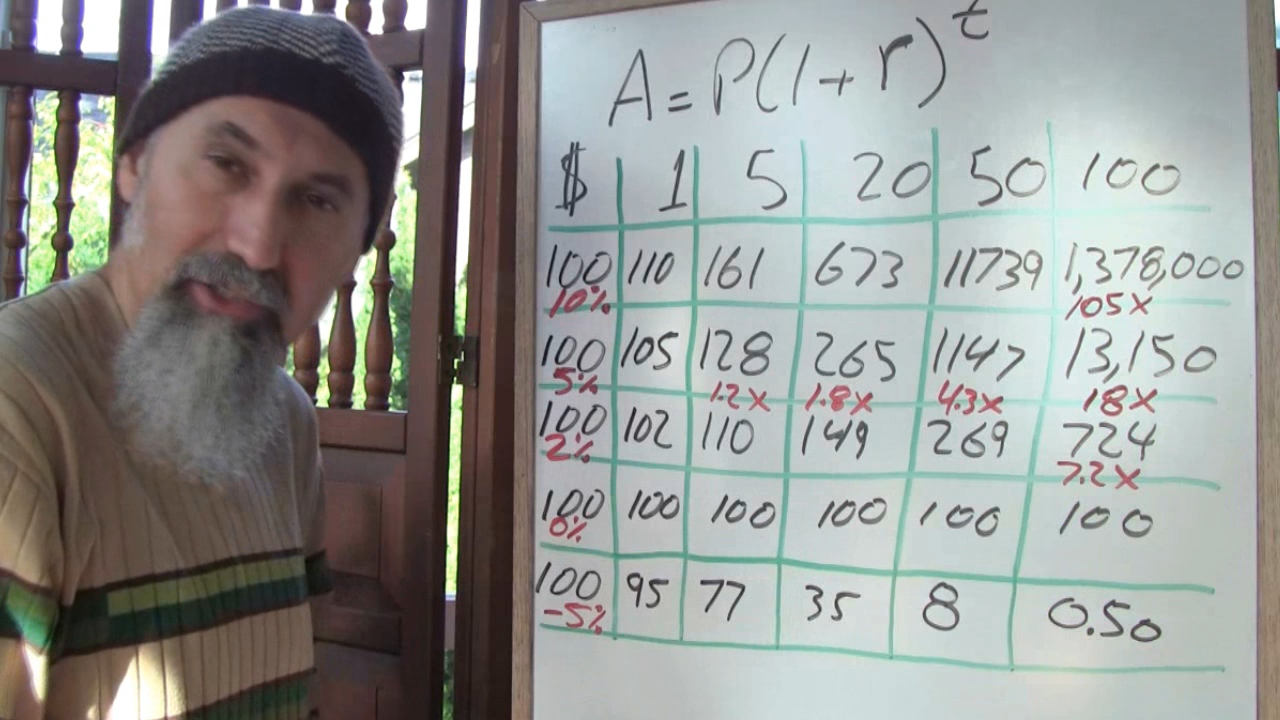 A = P(1 + r)^t
$ 1 5 20 50 100
100 110 161 673 11739 1,378,000
10% 105x
100 105 128 265 1147 13,150
5% 1.2x 1.8x 4.3x 18x
100 102 110 149 269 724
2% 7.2x
100 100 100 100 100 100
0%
100 95 77 35 8 0.50
-5%